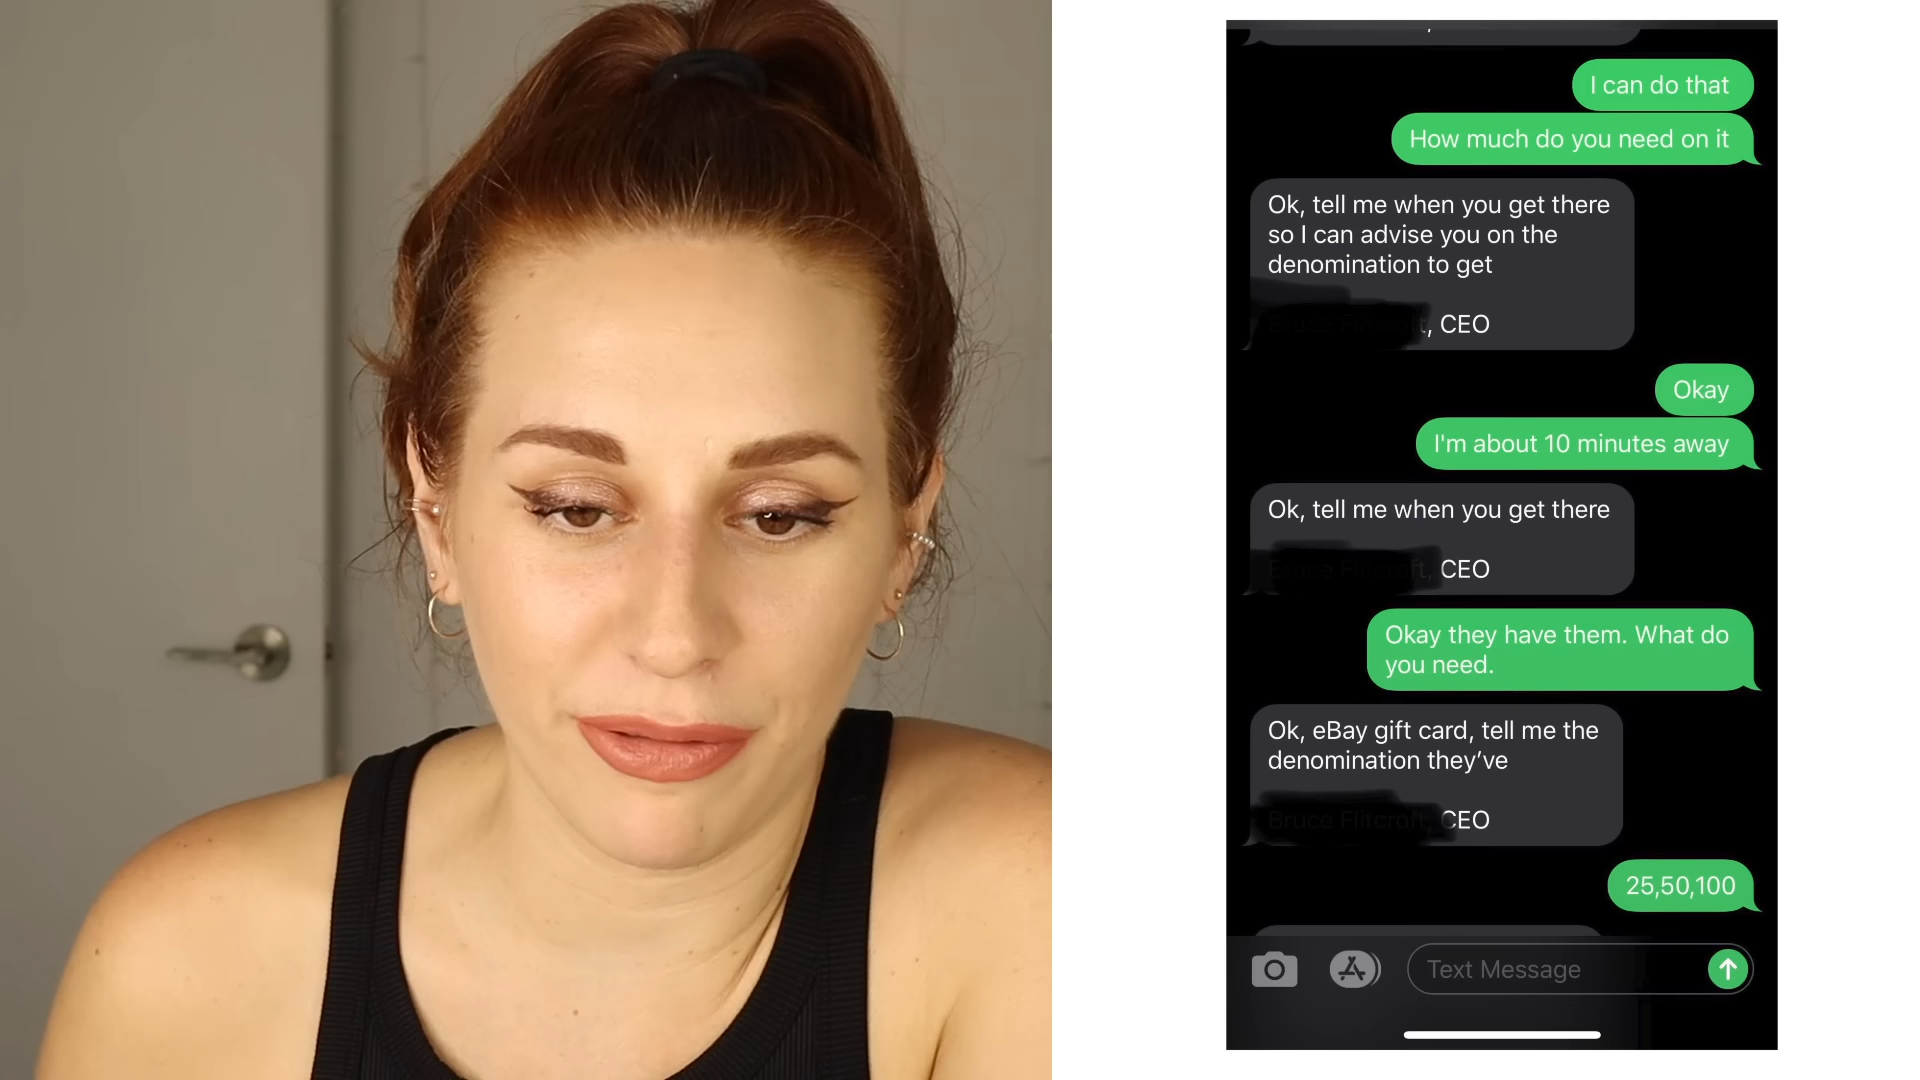 I can do that
How much do you need on it
Ok, tell me when you get there
so I can advise you on the
denomination to get
, CEO
Okay
I'm about 10 minutes away
Ok, tell me when you get there
CEO
Okay they have them. What do
you need.
Ok, eBay gift card, tell me the
denomination they've
CEO
25,50,100
Text Message